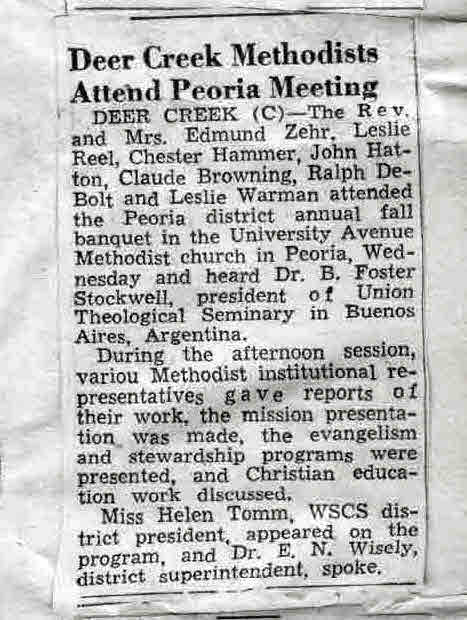 Deer Creek Methodists
Attend Peoria Meeting
DEER CREEK (C)—The Rev.
and Mrs. Edmund Zehr, Leslie
Reel, Chester Hammer, John Hat-
ton, Claude Browning, Ralph De-
Bolt and Leslie Warman attended
the Peoria district annual fall
banquet in the University Avenue
Methodist church in Peoria, Wed-
nesday and heard Dr. B. Foster
Stockwell, president of Union
Theological Seminary in Buenos
Aires, Argentina.
During the afternoon session,
variou Methodist institutional re-
presentatives gave reports of
their work, the mission presenta-
tion was made, the evangelism
and stewardship programs were
presented, and Christian educa-
tion work discussed.
Miss Helen Tomm, WSCS dis-
trict president, appeared on the
program, and Dr. E. N. Wisely,
district superintendent, spoke.